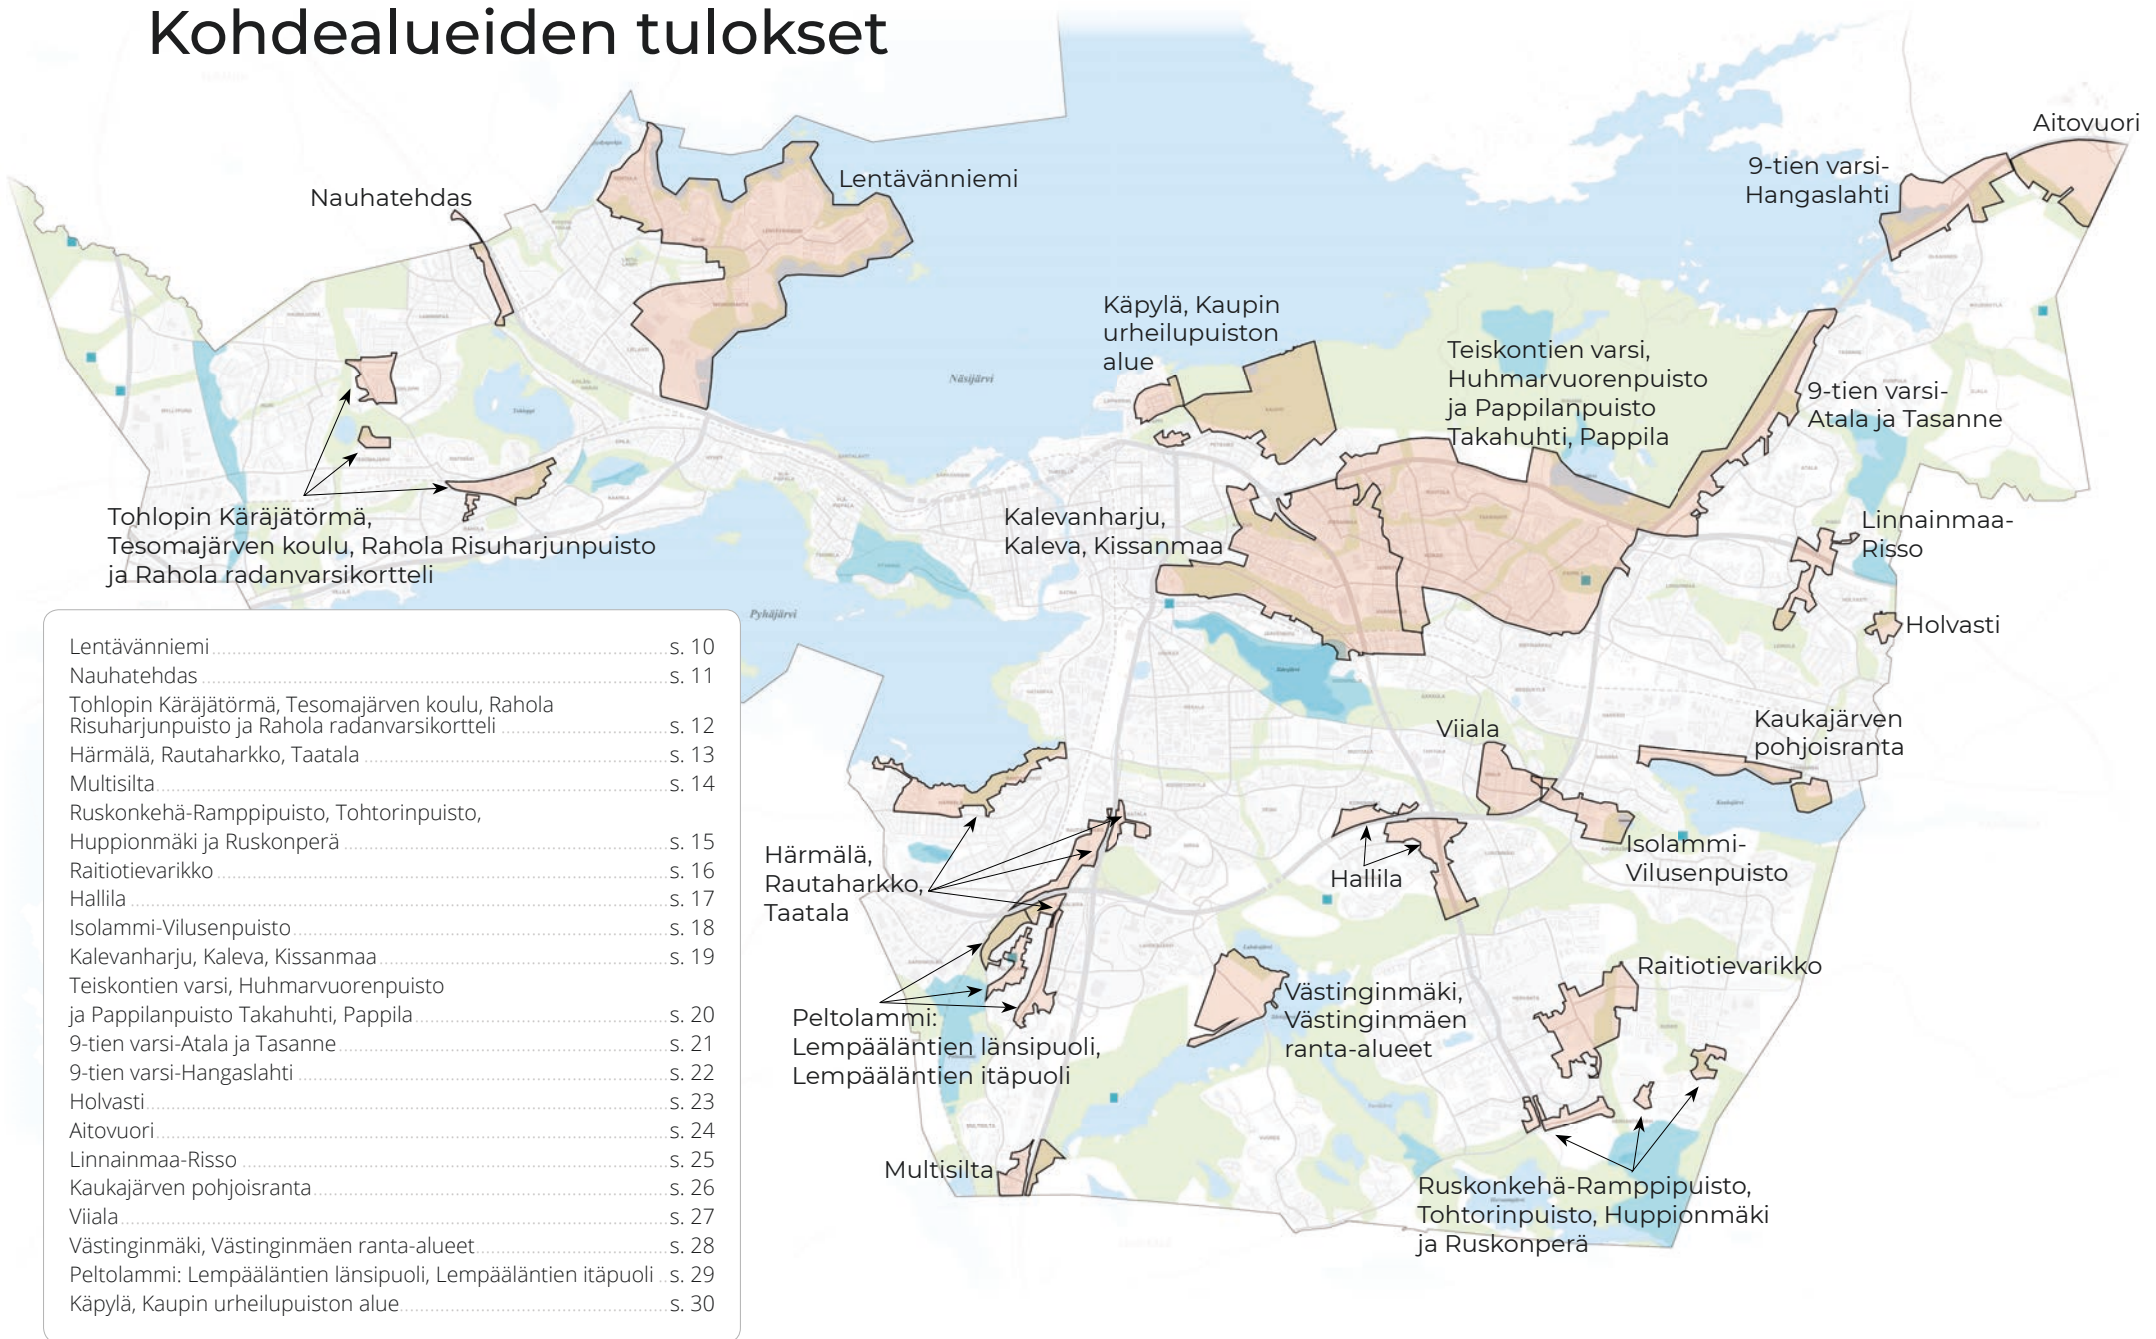 Kohdealueiden tulokset
Aitovuori
9-tien varsi-
Hangaslahti
Lentävänniemi
Nauhatehdas
Käpylä, Kaupin
urheilupuiston
alue
Näsijärvi
Teiskontien varsi,
Huhmarvuorenpuisto
ja Pappilanpuisto
Takahuhti, Pappila
9-tien varsi-
Atala ja Tasanne
Tohlopin Käräjätörmä,
Tesomajärven koulu, Rahola Risuharjunpuisto
ja Rahola radanvarsikortteli
Kalevanharju,
Kaleva, Kissanmaa
Linnainmaa-
Risso
Holvasti
Pyhäjärvi
Viiala
Kaukajärven
pohjoisranta
Härmälä,
Rautaharkko,
Taatala
Hallila
Isolammi-
Vilusenpuisto
Peltolammi:
Lempääläntien länsipuoli,
Lempääläntien itäpuoli
Västinginmäki,
Västinginmäen
ranta-alueet
Raitiotievarikko
Multisilta
Ruskonkehä-Ramppipuisto,
Tohtorinpuisto, Huppionmäki
ja Ruskonperä
Lentävänniemi s. 10
Nauhatehdas s. 11
Tohlopin Käräjätörmä, Tesomajärven koulu, Rahola
Risuharjunpuisto ja Rahola radanvarsikortteli s. 12
Härmälä, Rautaharkko, Taatala s. 13
Multisilta s. 14
Ruskonkehä-Ramppipuisto, Tohtorinpuisto,
Huppionmäki ja Ruskonperä s. 15
Raitiotievarikko s. 16
Hallila s. 17
Isolammi-Vilusenpuisto s. 18
Kalevanharju, Kaleva, Kissanmaa s. 19
Teiskontien varsi, Huhmarvuorenpuisto
ja Pappilanpuisto Takahuhti, Pappila s. 20
9-tien varsi-Atala ja Tasanne s. 21
9-tien varsi-Hangaslahti s. 22
Holvasti s. 23
Aitovuori s. 24
Linnainmaa-Risso s. 25
Kaukajärven pohjoisranta s. 26
Viiala s. 27
Västinginmäki, Västinginmäen ranta-alueet s. 28
Peltolammi: Lempääläntien länsipuoli, Lempääläntien itäpuoli s. 29
Käpylä, Kaupin urheilupuiston alue s. 30